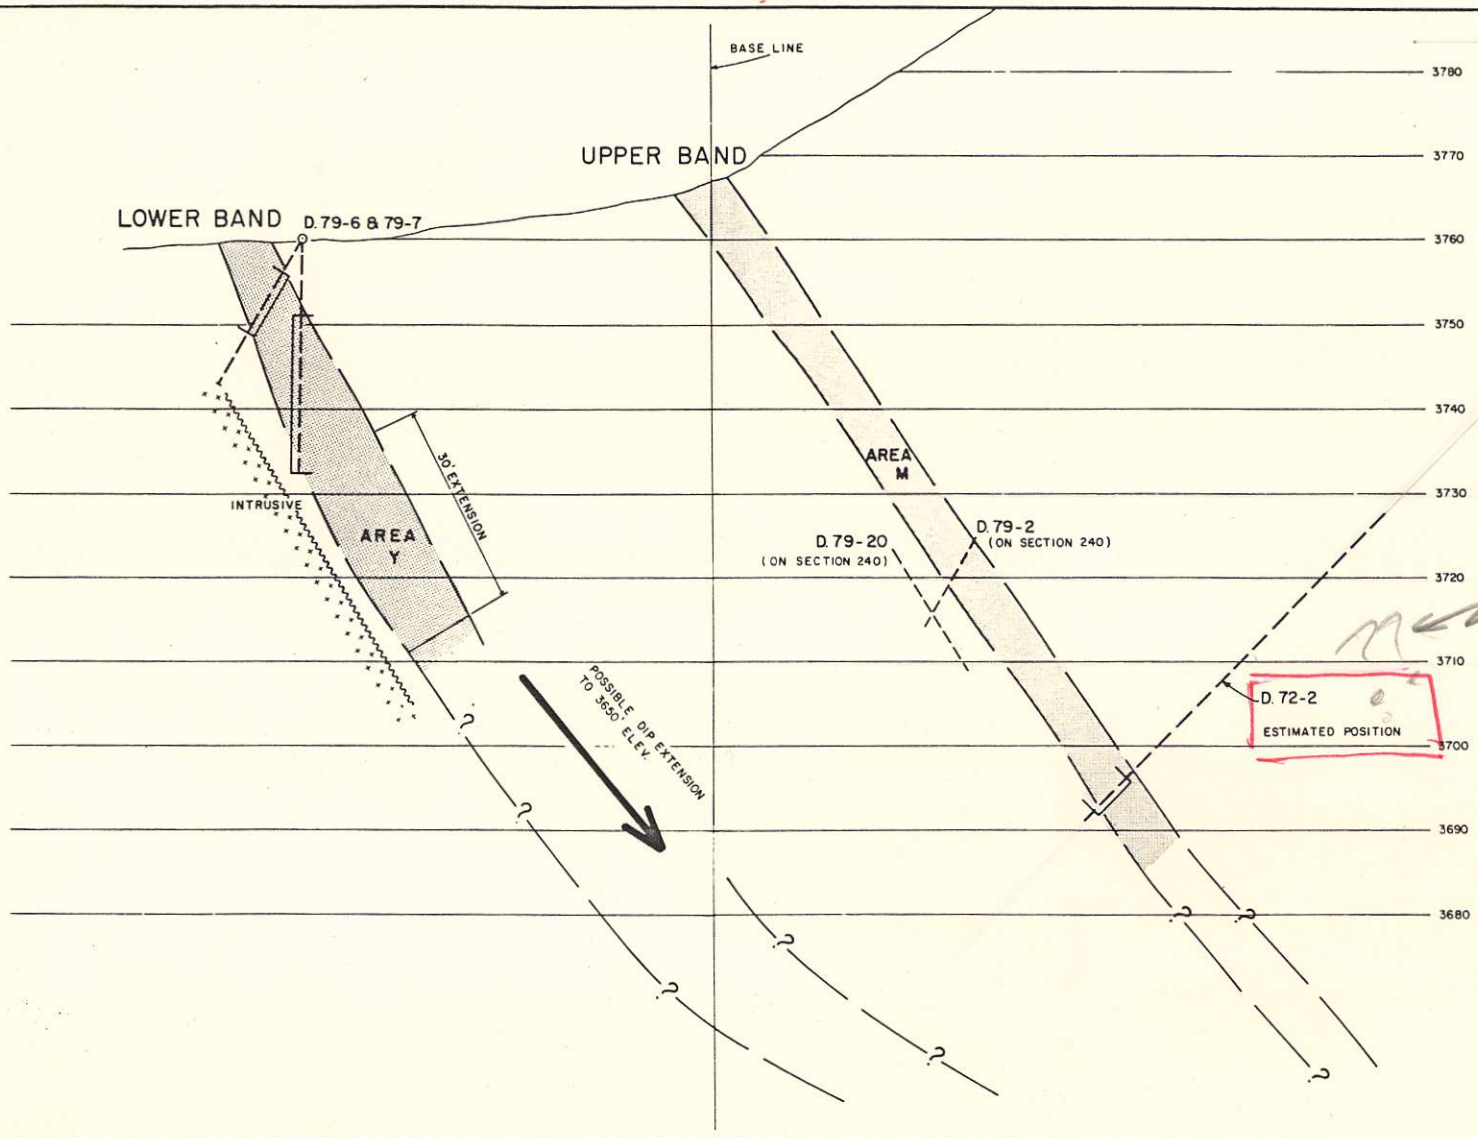 BASE LINE
3780
UPPER BAND
3770
LOWER BAND
D. 79-6 & 79-7
3760
3750
3740
30' EXTENSION
AREA
M
3730
INTRUSIVE
AREA
Y
D. 79-20
(ON SECTION 240)
D. 79-2
(ON SECTION 240)
3720
3710
POSSIBLE DIP EXTENSION
TO 3650' ELEV.
D. 72-2
ESTIMATED POSITION
3700
?
?
3690
?
?
3680
?
?
?
?